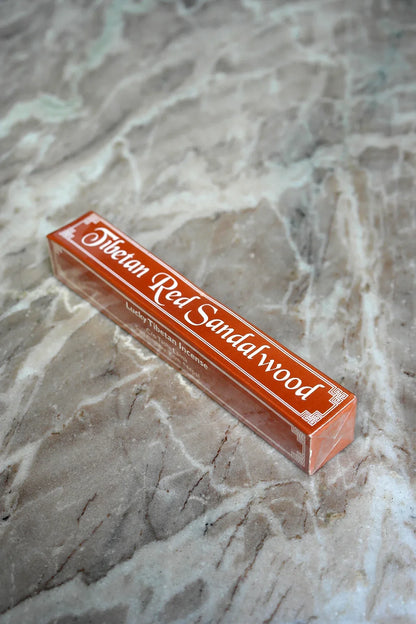 Tibetan Red Sandalwood
Lucky Tibetan Incense